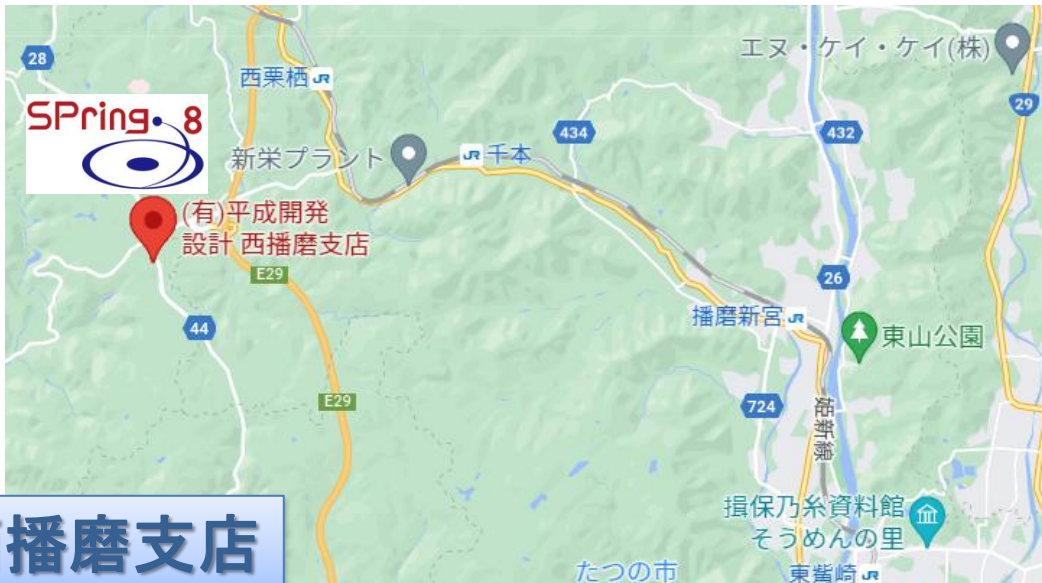 エヌ・ケイ・ケイ(株)
28
西栗栖 JR
29
SPring-8
434
432
新栄プラント
JR 千本
(有)平成開発
設計 西播磨支店
E29
26
播磨新宮 JR
44
東山公園
E29
724
姫新線
揖保乃糸資料館
そうめんの里
播磨支店
たつの市
東觜崎 JR